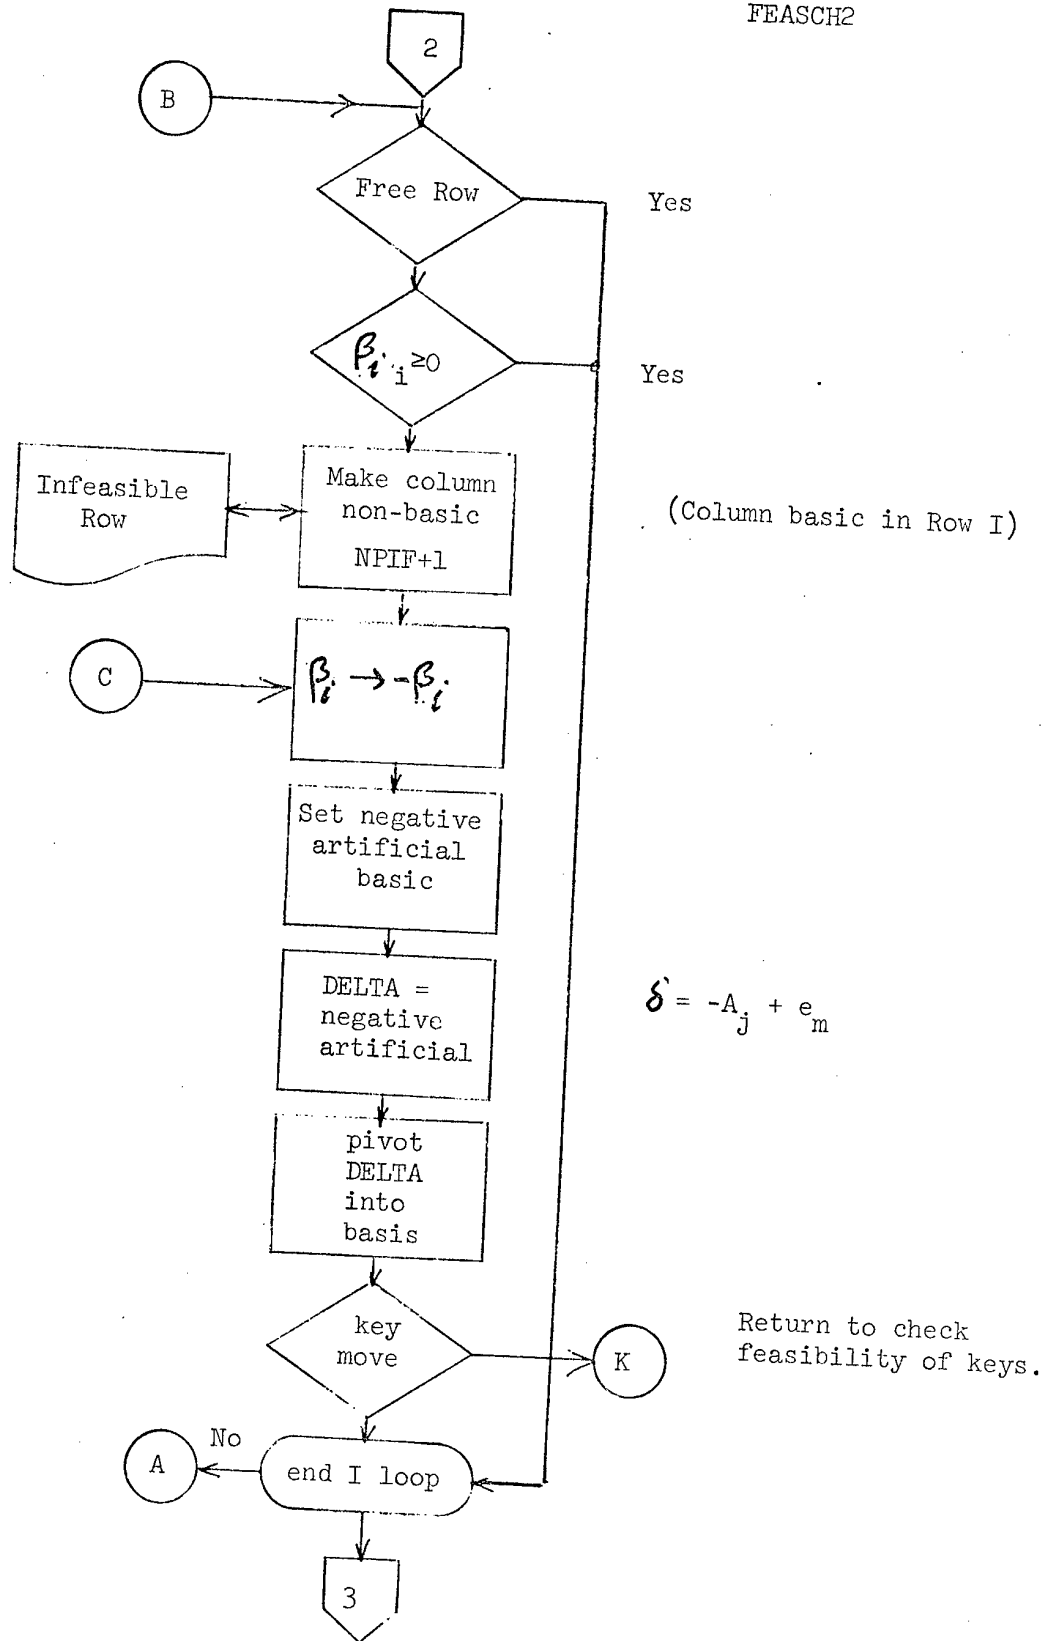 FEASCH2
2
B
Free Row
Yes
βᵢ i≥0
Yes
Infeasible
Row
Make column
non-basic
NPIF+1
(Column basic in Row I)
C
βᵢ → -βᵢ
Set negative
artificial
basic
DELTA =
negative
artificial
δ = -Aⱼ + eₘ
pivot
DELTA
into
basis
key
move
K
Return to check
feasibility of keys.
No
A
end I loop
3